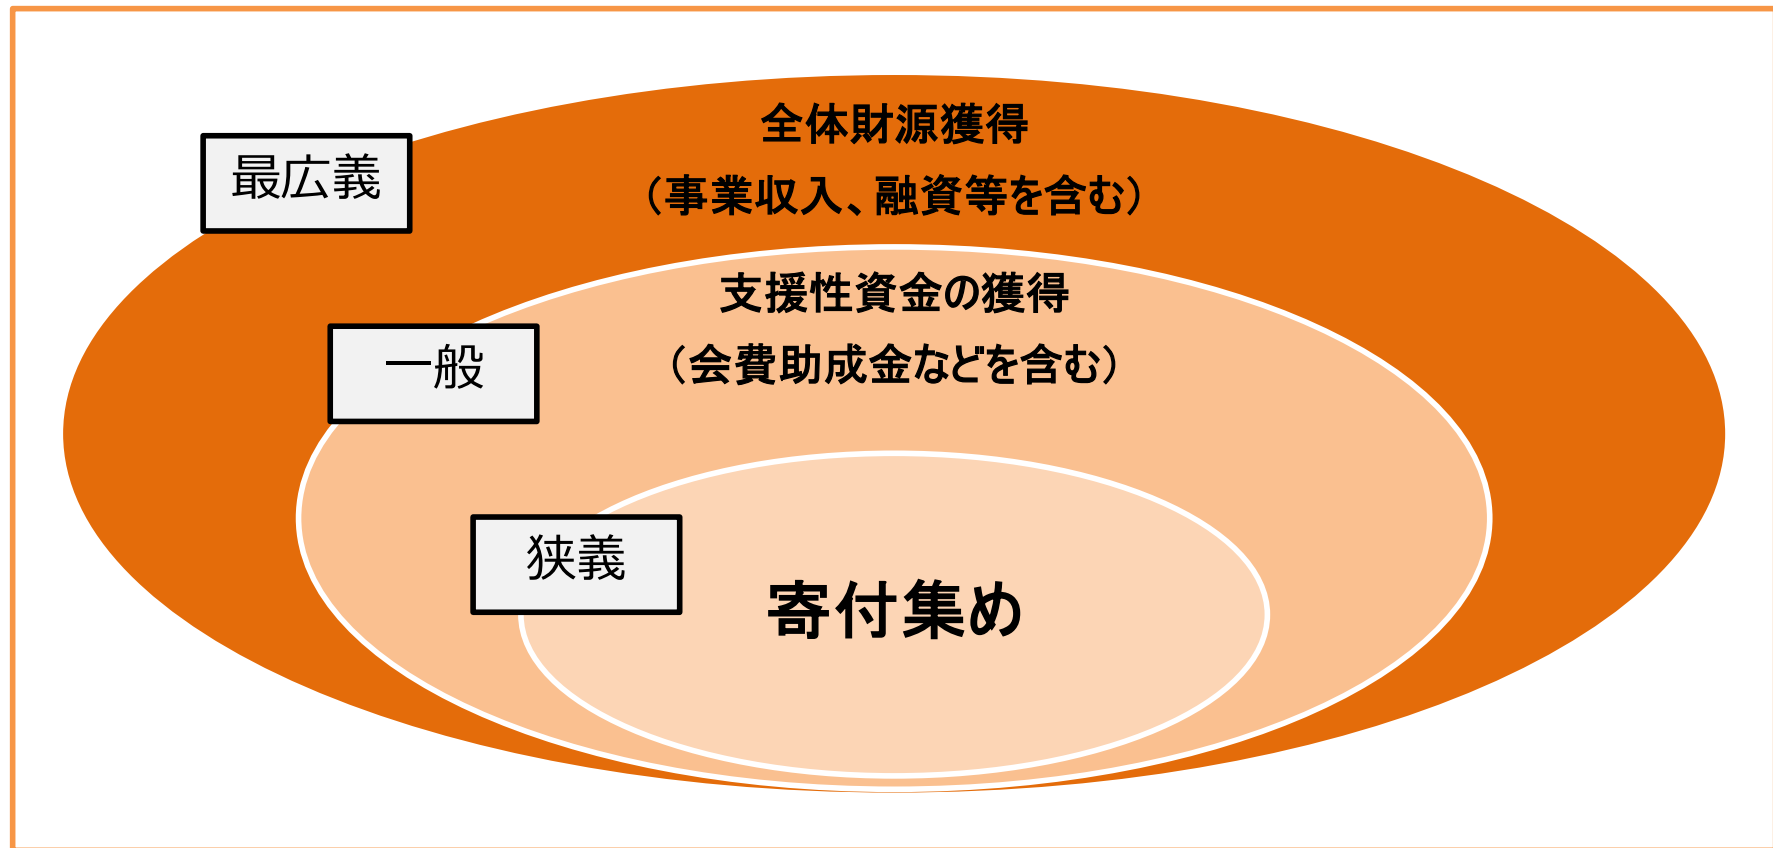 最広義
全体財源獲得
（事業収入、融資等を含む）
一般
支援性資金の獲得
（会費助成金などを含む）
狭義
寄付集め